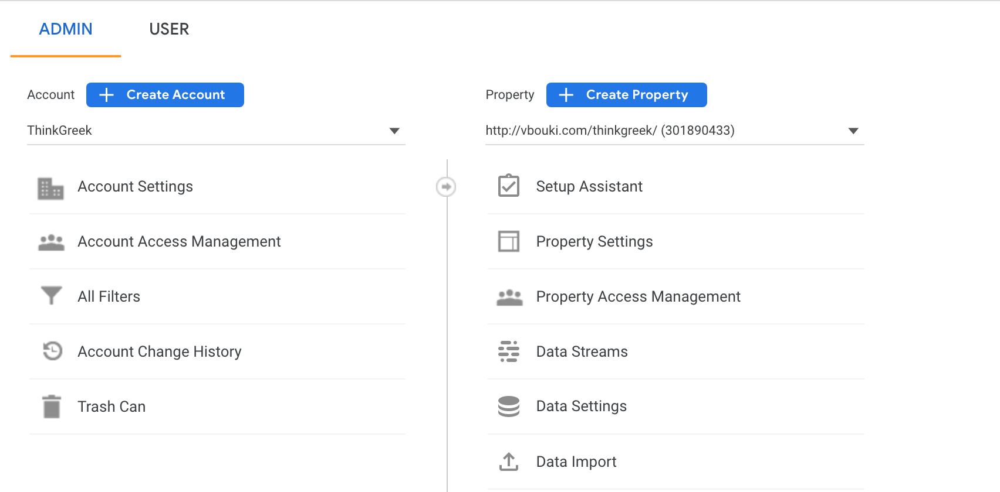 ADMIN
USER
Account
Create Account
ThinkGreek
Account Settings
Account Access Management
All Filters
Account Change History
Trash Can
Property
Create Property
http://vbouki.com/thinkgreek/ (301890433)
Setup Assistant
Property Settings
Property Access Management
Data Streams
Data Settings
Data Import